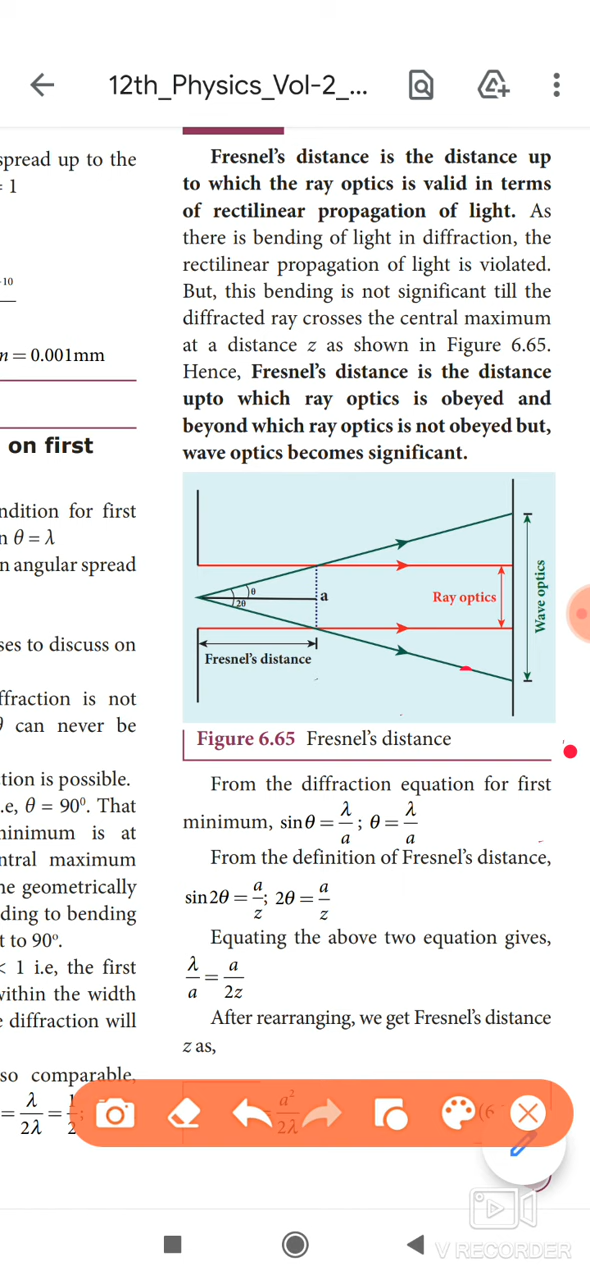 12th_Physics_Vol-2_...
spread up to the
= 1
-10
m = 0.001mm
on first
ndition for first
n θ = λ
n angular spread
ses to discuss on
ffraction is not
θ can never be
tion is possible.
.e, θ = 90⁰. That
minimum is at
ntral maximum
he geometrically
ding to bending
t to 90°.
< 1 i.e, the first
within the width
e diffraction will
so comparable,
= λ/2λ = 1/2;
Fresnel's distance is the distance up
to which the ray optics is valid in terms
of rectilinear propagation of light. As
there is bending of light in diffraction, the
rectilinear propagation of light is violated.
But, this bending is not significant till the
diffracted ray crosses the central maximum
at a distance z as shown in Figure 6.65.
Hence, Fresnel's distance is the distance
upto which ray optics is obeyed and
beyond which ray optics is not obeyed but,
wave optics becomes significant.
θ
2θ
a
Ray optics
Wave optics
Fresnel's distance
Figure 6.65 Fresnel's distance
From the diffraction equation for first
minimum, sinθ = λ/a; θ = λ/a
From the definition of Fresnel's distance,
sin2θ = a/z; 2θ = a/z
Equating the above two equation gives,
λ/a = a/2z
After rearranging, we get Fresnel's distance
z as,
= a²/2λ
(6
V RECORDER